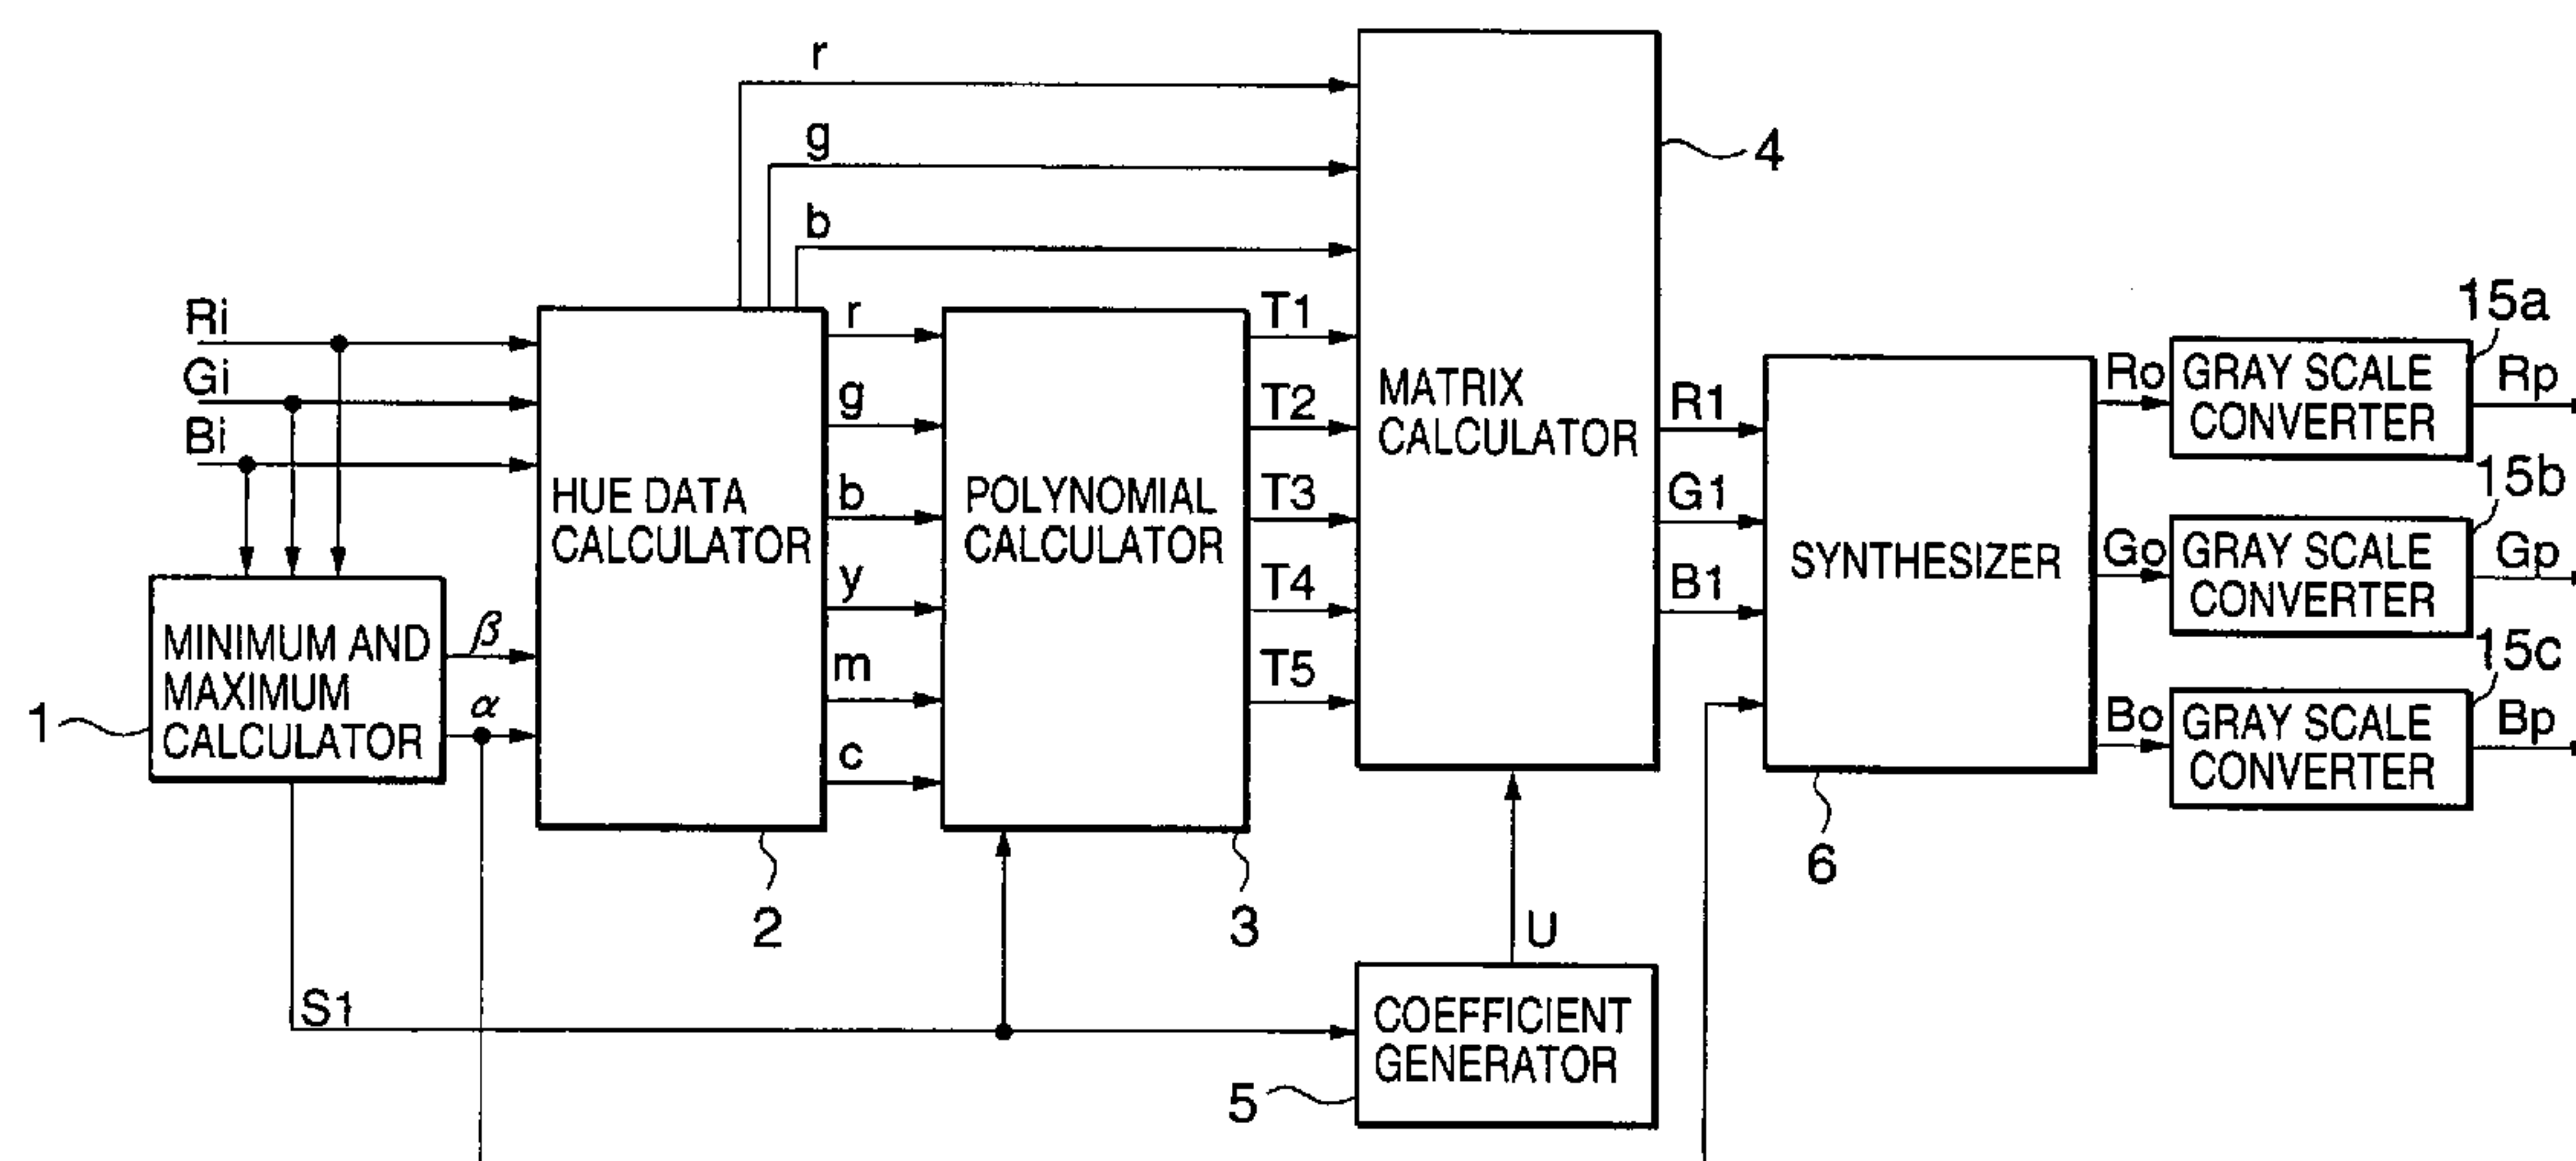 r
g
4
b
15a
Ri
r
T1
GRAY SCALE
CONVERTER
Ro
Rp
Gi
g
T2
MATRIX
CALCULATOR
R1
Bi
15b
HUE DATA
CALCULATOR
b
POLYNOMIAL
CALCULATOR
T3
G1
SYNTHESIZER
Go
GRAY SCALE
CONVERTER
Gp
y
T4
B1
MINIMUM AND
MAXIMUM
CALCULATOR
β
m
T5
15c
1
α
c
Bo
GRAY SCALE
CONVERTER
Bp
6
2
3
U
S1
COEFFICIENT
GENERATOR
5